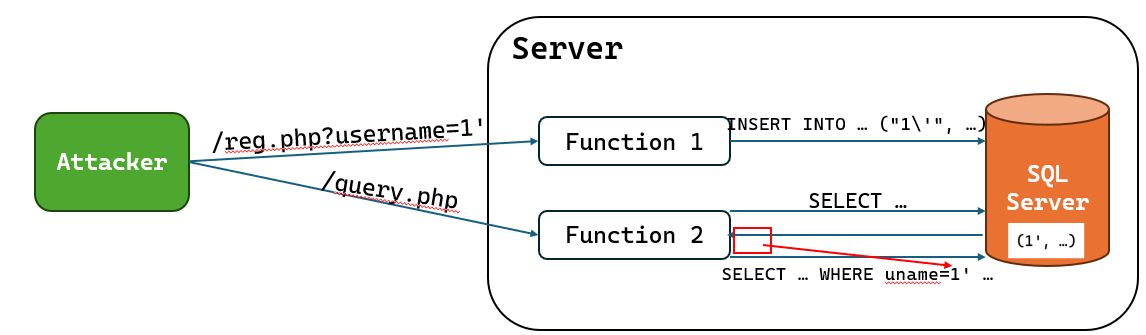 Server
/reg.php?username=1'
INSERT INTO … ("1\'", …)
Attacker
Function 1
SQL
Server
/query.php
SELECT …
Function 2
(1', …)
SELECT … WHERE uname=1' …